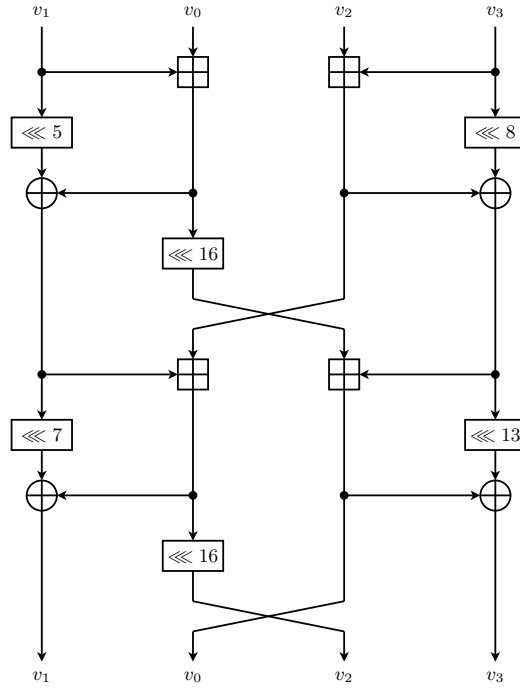 v₁ v₀ v₂ v₃
⋘ 5 ⋘ 8
⋘ 16
⋘ 7 ⋘ 13
⋘ 16
v₁ v₀ v₂ v₃